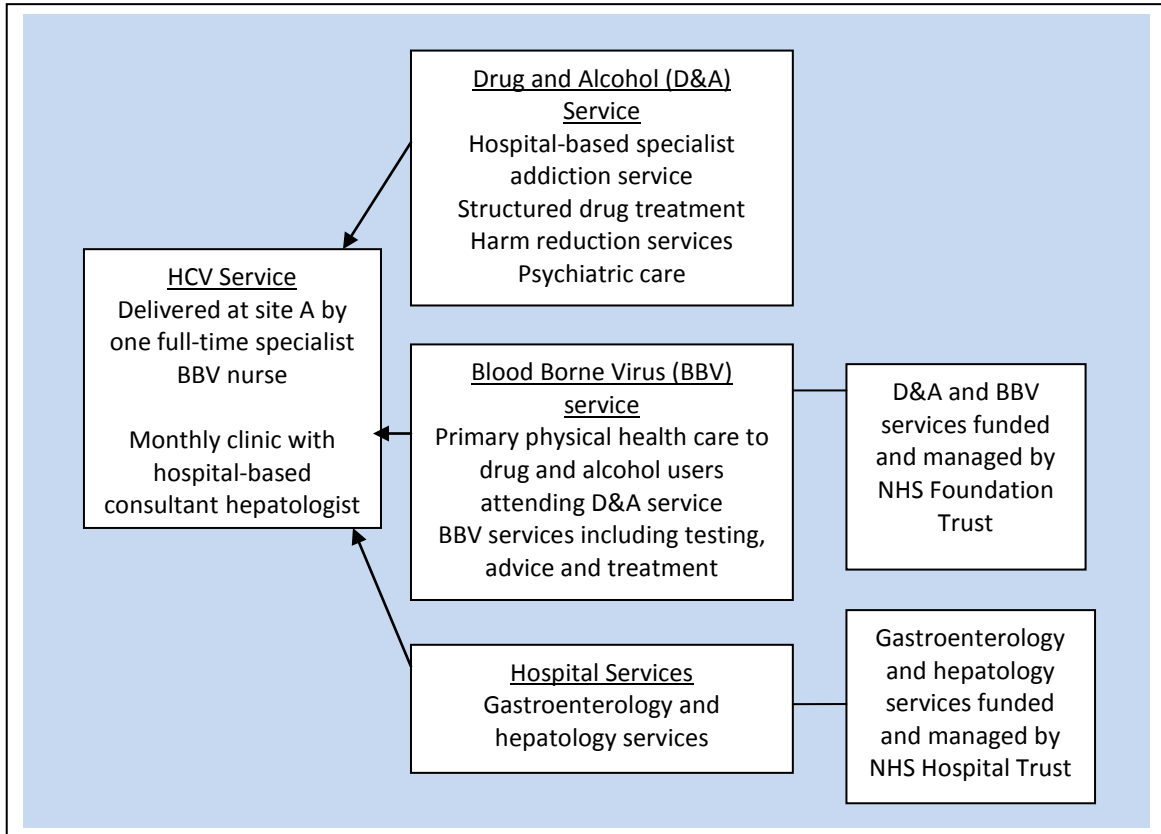 Drug and Alcohol (D&A)
Service
Hospital-based specialist
addiction service
Structured drug treatment
Harm reduction services
Psychiatric care
HCV Service
Delivered at site A by
one full-time specialist
BBV nurse
Monthly clinic with
hospital-based
consultant hepatologist
Blood Borne Virus (BBV)
service
Primary physical health care to
drug and alcohol users
attending D&A service
BBV services including testing,
advice and treatment
D&A and BBV
services funded
and managed by
NHS Foundation
Trust
Hospital Services
Gastroenterology and
hepatology services
Gastroenterology
and hepatology
services funded
and managed by
NHS Hospital Trust